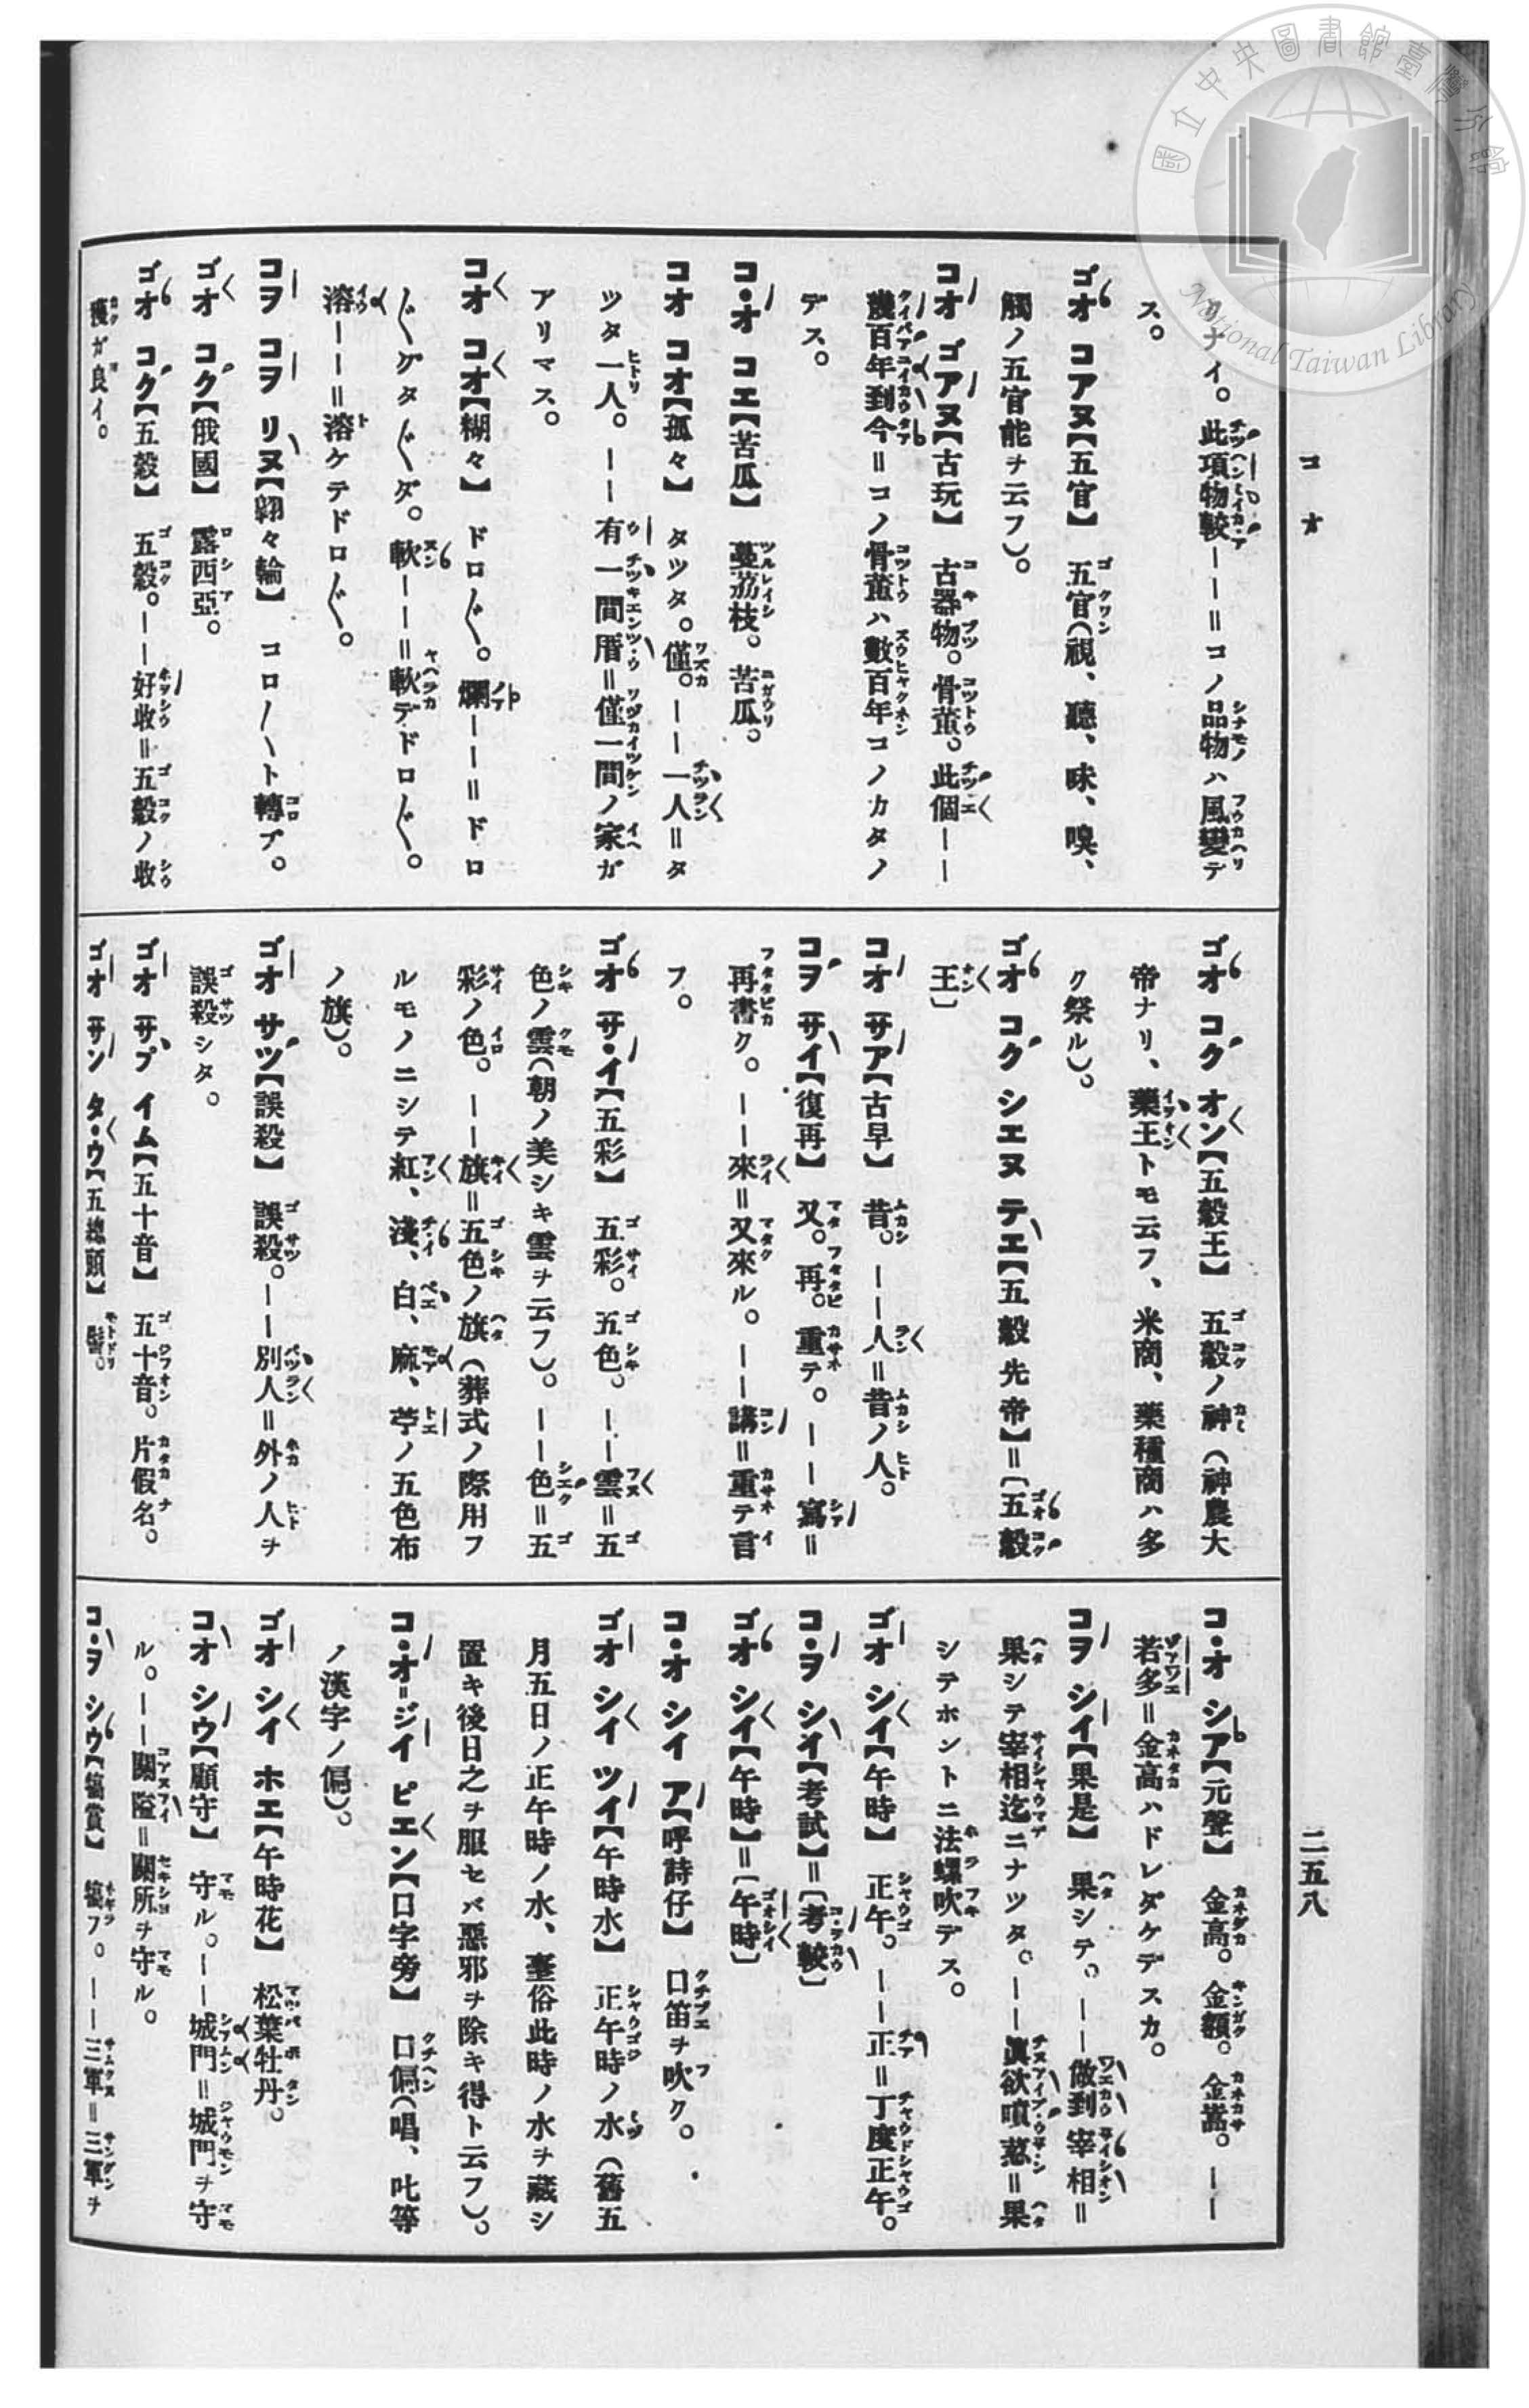 コオ
二五八
クナイ。此項物較――＝コノ品物ハ風變デ
ス。
ゴオ コアヌ【五官】 五官(視、聽、味、嗅、
觸ノ五官能ヲ云フ)。
コオ ゴアヌ【古玩】 古器物。骨董。此個――
幾百年到今＝コノ骨董ハ數百年コノカタノ
デス。
コ・オ コエ【苦瓜】 蔓茘枝。苦瓜。
コオ コオ【孤々】 タツタ。僅。――一人＝タ
ツタ一人。――有一間厝＝僅一間ノ家ガ
アリマス。
コオ コオ【糊々】 ドロ〲。爛――＝ドロ
〲グタ〲ダ。軟――＝軟デドロ〲。
溶――＝溶ケテドロ〲。
コヲ コヲ リヌ【翱々輪】 コロ〳〵ト轉ブ。
ゴオ コク【俄國】 露西亞。
ゴオ コク【五穀】 五穀。――好收＝五穀ノ收
穫ガ良イ。
ゴオ コク オン【五穀王】 五穀ノ神(神農大
帝ナリ、藥王トモ云フ、米商、藥種商ハ多
ク祭ル)。
ゴオ コク シエヌ テエ【五穀先帝】＝〔五穀
王〕
コオ サア【古早】 昔。――人＝昔ノ人。
コヲ サイ【復再】 又。再。重テ。――寫＝
再書ク。――來＝又來ル。――講＝重テ言
フ。
ゴオ サ・イ【五彩】 五彩。五色。――雲＝五
色ノ雲(朝ノ美シキ雲ヲ云フ)。――色＝五
彩ノ色。――旗＝五色ノ旗(葬式ノ際用フ
ルモノニシテ紅、淺、白、麻、苧ノ五色布
ノ旗)。
ゴオ サツ【誤殺】 誤殺。――別人＝外ノ人ヲ
誤殺シタ。
ゴオ サプ イム【五十音】 五十音。片假名。
ゴオ サン タ・ウ【五總頭】 髻。
コ・オ シア【元聲】 金高。金額。金嵩。――
若多＝金高ハドレダケデスカ。
コヲ シイ【果是】 果シテ。――做到宰相＝
果シテ宰相迄ニナツタ。――眞欲噴葱＝果
シテホントニ法螺吹デス。
ゴオ シイ【午時】 正午。――正＝丁度正午。
コ・ヲ シイ【考試】＝〔考較〕
ゴオ シイ【午時】＝〔午時〕
コ・オ シイ ア【呼詩仔】 口笛ヲ吹ク。
ゴオ シイ ツイ【午時水】 正午時ノ水(舊五
月五日ノ正午時ノ水、臺俗此時ノ水ヲ藏シ
置キ後日之ヲ服セバ惡邪ヲ除キ得ト云フ)。
コ・オ＝ジイ ピエン【口字旁】 口偏(唱、叱等
ノ漢字ノ偏)。
ゴオ シイ ホエ【午時花】 松葉牡丹。
コオ シウ【顧守】 守ル。――城門＝城門ヲ守
ル。――關隘＝關所ヲ守ル。
コ・ヲ シウ【犒賞】 犒フ。――三軍＝三軍ヲ
國立中央圖書館臺灣分館
National Taiwan Library